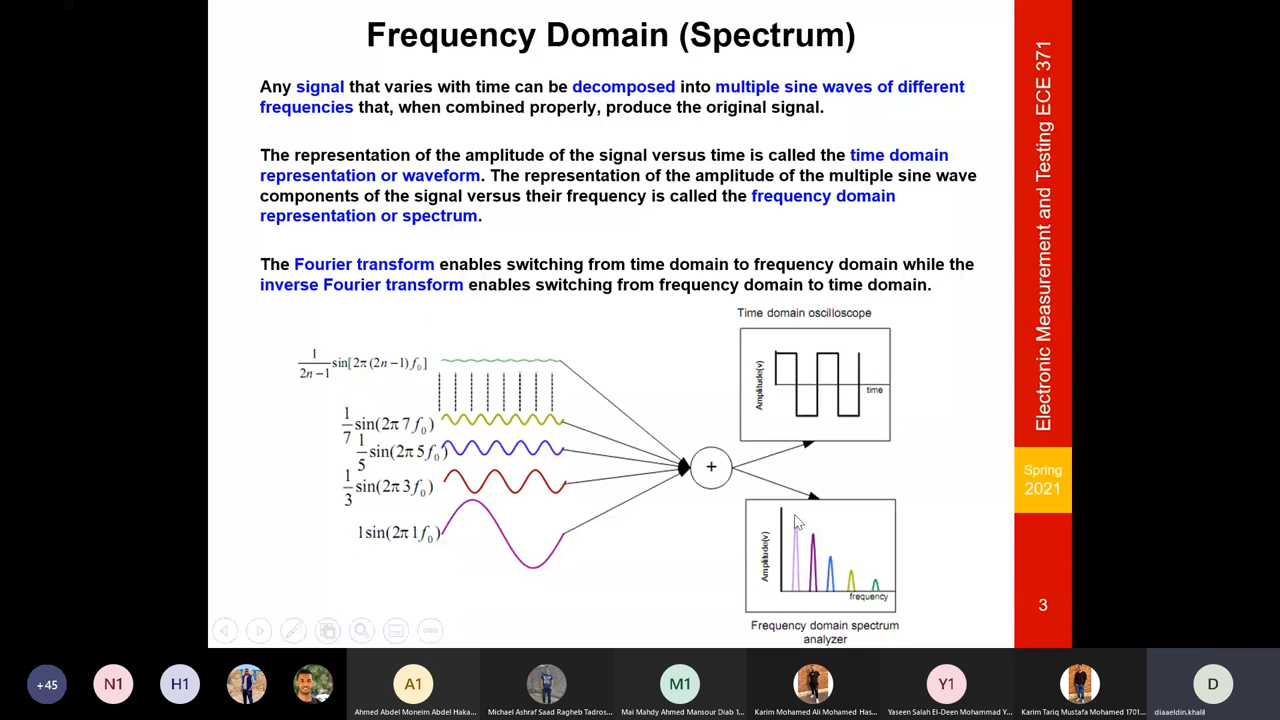 Frequency Domain (Spectrum)
Any signal that varies with time can be decomposed into multiple sine waves of different
frequencies that, when combined properly, produce the original signal.
The representation of the amplitude of the signal versus time is called the time domain
representation or waveform. The representation of the amplitude of the multiple sine wave
components of the signal versus their frequency is called the frequency domain
representation or spectrum.
The Fourier transform enables switching from time domain to frequency domain while the
inverse Fourier transform enables switching from frequency domain to time domain.
Time domain oscilloscope
Amplitude(v)
time
1/(2n−1) sin[2π(2n−1)f₀]
1/7 sin(2π7f₀)
1/5 sin(2π5f₀)
1/3 sin(2π3f₀)
1sin(2π1f₀)
+
Amplitude(v)
frequency
Frequency domain spectrum
analyzer
Electronic Measurement and Testing ECE 371
Spring
2021
3
+45
N1
H1
A1
M1
Y1
D
Ahmed Abdel Moneim Abdel Haka...
Michael Ashraf Saad Ragheb Tadros...
Mai Mahdy Ahmed Mansour Diab 1...
Karim Mohamed Ali Mohamed Has...
Yaseen Salah El-Deen Mohammad Y...
Karim Tariq Mustafa Mohamed 1701...
diaaeldin.khalil